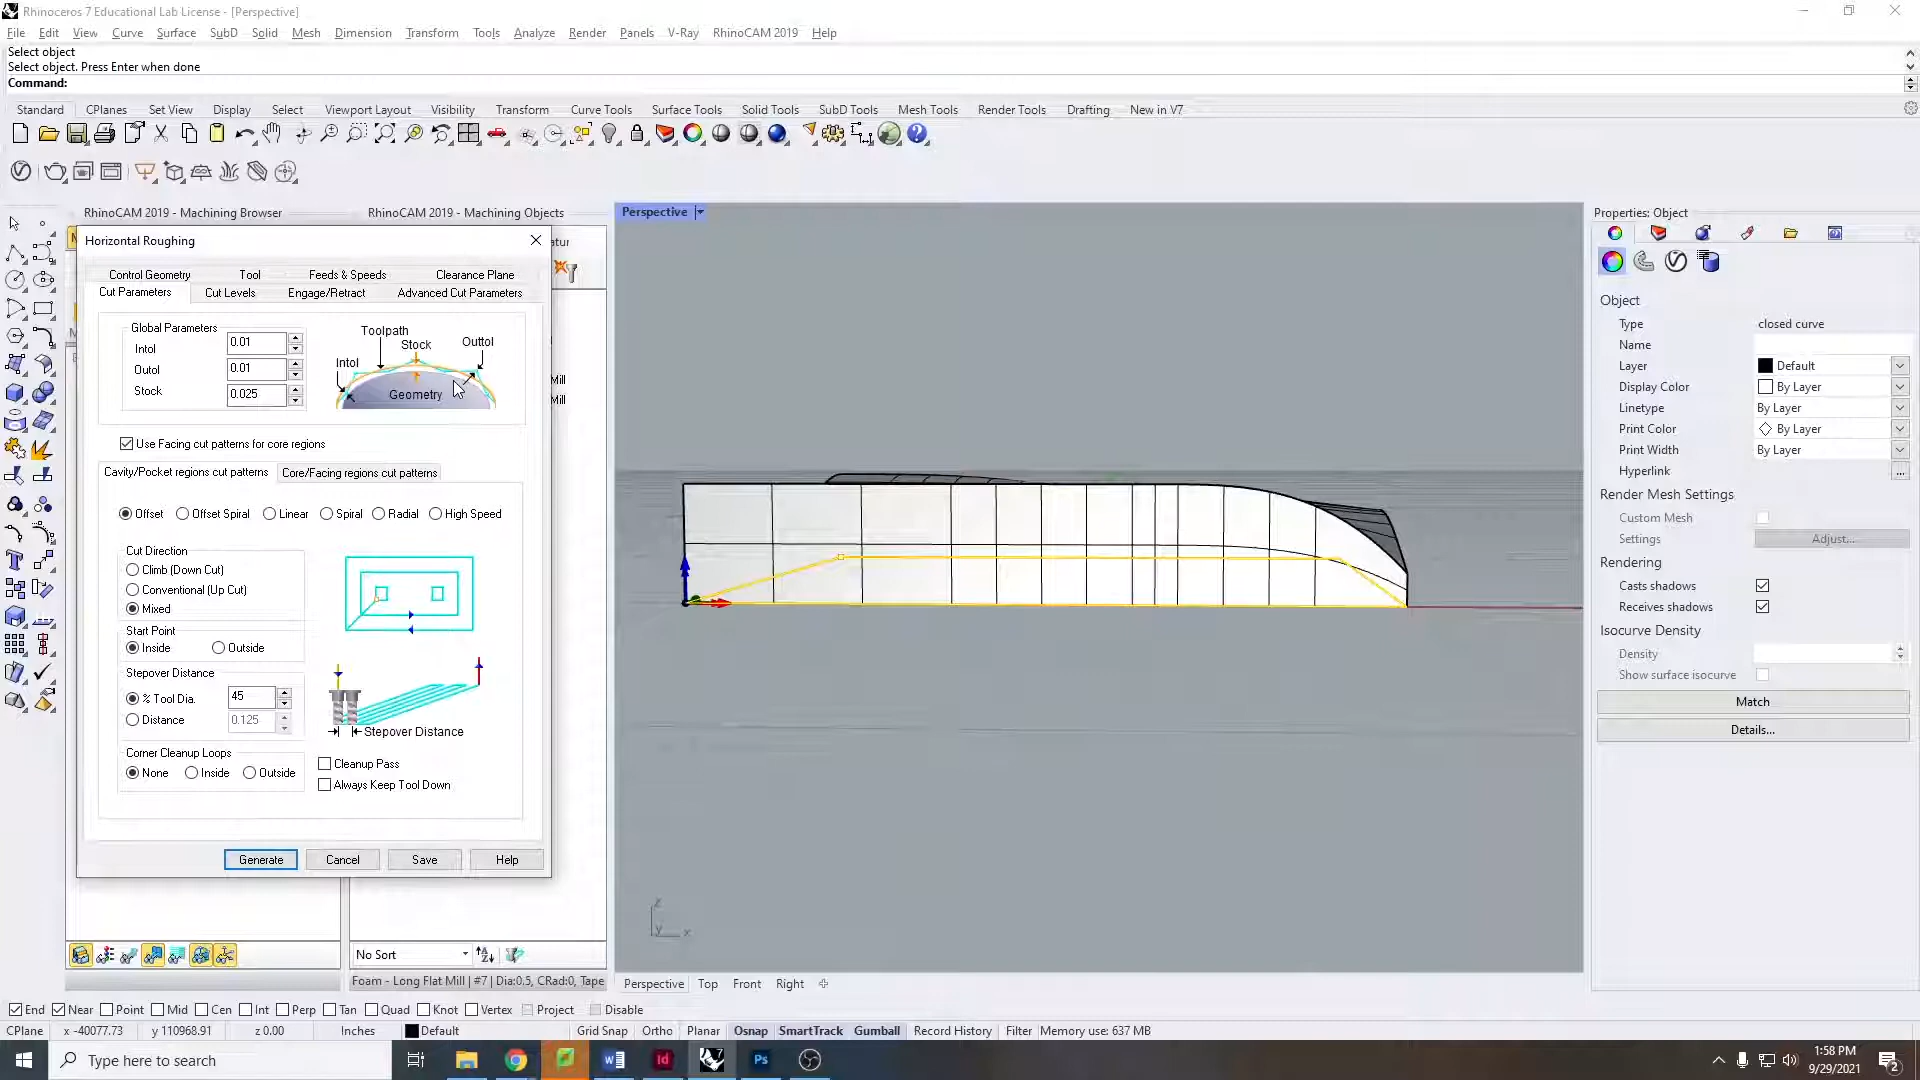 Rhinoceros 7 Educational Lab License - [Perspective]
File Edit View Curve Surface SubD Solid Mesh Dimension Transform Tools Analyze Render Panels V-Ray RhinoCAM 2019 Help
Select object
Select object. Press Enter when done
Command:
Standard CPlanes Set View Display Select Viewport Layout Visibility Transform Curve Tools Surface Tools Solid Tools SubD Tools Mesh Tools Render Tools Drafting New in V7
RhinoCAM 2019 - Machining Browser RhinoCAM 2019 - Machining Objects Perspective Properties: Object
Horizontal Roughing
Control Geometry Tool Feeds & Speeds Clearance Plane
Cut Parameters Cut Levels Engage/Retract Advanced Cut Parameters
Global Parameters
Intol 0.01
Outol 0.01
Stock 0.025
Toolpath
Stock
Outtol
Intol
Geometry
Mill
Mill
Use Facing cut patterns for core regions
Cavity/Pocket regions cut patterns Core/Facing regions cut patterns
Offset Offset Spiral Linear Spiral Radial High Speed
Cut Direction
Climb (Down Cut)
Conventional (Up Cut)
Mixed
Start Point
Inside Outside
Stepover Distance
% Tool Dia. 45
Distance 0.125
Stepover Distance
Corner Cleanup Loops
None Inside Outside
Cleanup Pass
Always Keep Tool Down
Generate Cancel Save Help
No Sort
Foam - Long Flat Mill | #7 | Dia:0.5, CRad:0, Tape
z
y x
Perspective Top Front Right
Object
Type closed curve
Name
Layer Default
Display Color By Layer
Linetype By Layer
Print Color By Layer
Print Width By Layer
Hyperlink ...
Render Mesh Settings
Custom Mesh
Settings Adjust...
Rendering
Casts shadows
Receives shadows
Isocurve Density
Density
Show surface isocurve
Match
Details...
End Near Point Mid Cen Int Perp Tan Quad Knot Vertex Project Disable
CPlane x -40077.73 y 110968.91 z 0.00 Inches Default Grid Snap Ortho Planar Osnap SmartTrack Gumball Record History Filter Memory use: 637 MB
Type here to search
1:58 PM
9/29/2021
2